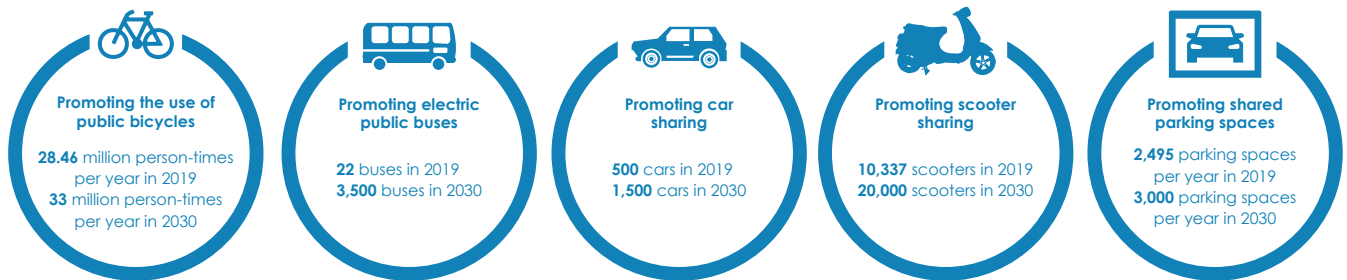 Promoting the use of
public bicycles
28.46 million person-times
per year in 2019
33 million person-times
per year in 2030
Promoting electric
public buses
22 buses in 2019
3,500 buses in 2030
Promoting car
sharing
500 cars in 2019
1,500 cars in 2030
Promoting scooter
sharing
10,337 scooters in 2019
20,000 scooters in 2030
Promoting shared
parking spaces
2,495 parking spaces
per year in 2019
3,000 parking spaces
per year in 2030